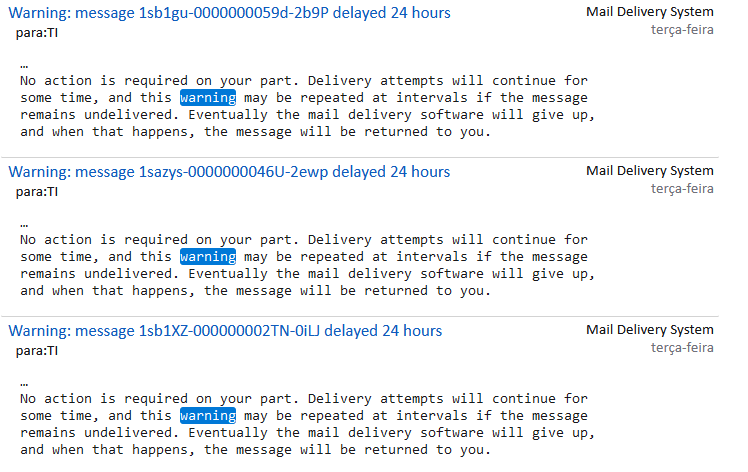 Warning: message 1sb1gu-0000000059d-2b9P delayed 24 hours
Mail Delivery System
para:TI
terça-feira
…
No action is required on your part. Delivery attempts will continue for
some time, and this warning may be repeated at intervals if the message
remains undelivered. Eventually the mail delivery software will give up,
and when that happens, the message will be returned to you.
Warning: message 1sazys-0000000046U-2ewp delayed 24 hours
Mail Delivery System
para:TI
terça-feira
…
No action is required on your part. Delivery attempts will continue for
some time, and this warning may be repeated at intervals if the message
remains undelivered. Eventually the mail delivery software will give up,
and when that happens, the message will be returned to you.
Warning: message 1sb1XZ-000000002TN-0iLJ delayed 24 hours
Mail Delivery System
para:TI
terça-feira
…
No action is required on your part. Delivery attempts will continue for
some time, and this warning may be repeated at intervals if the message
remains undelivered. Eventually the mail delivery software will give up,
and when that happens, the message will be returned to you.